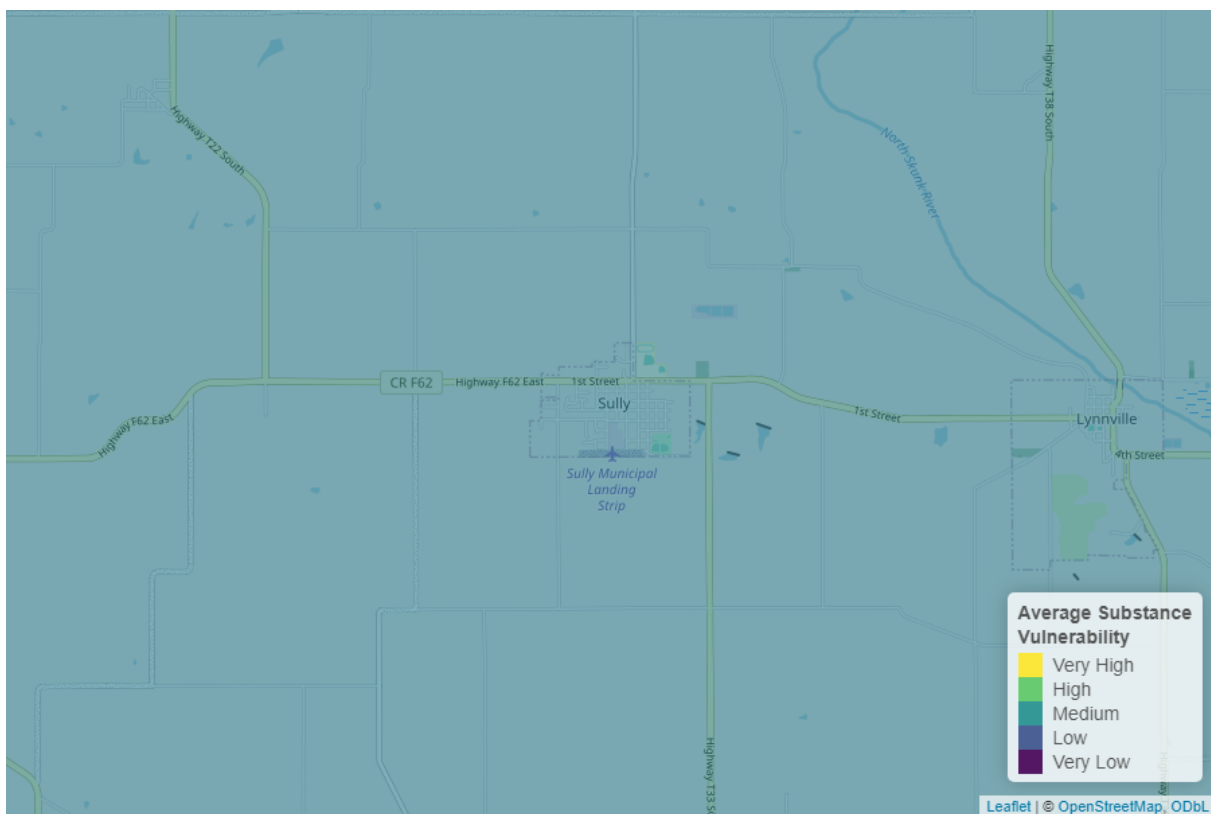 Highway T22 South
Highway T38 South
North Skunk River
CR F62
Highway F62 East
1st Street
Sully
1st Street
Lynnville
Highway F62 East
4th Street
Sully Municipal
Landing
Strip
Highway T33 S
Highway
Average Substance
Vulnerability
Very High
High
Medium
Low
Very Low
Leaflet | © OpenStreetMap, ODbL